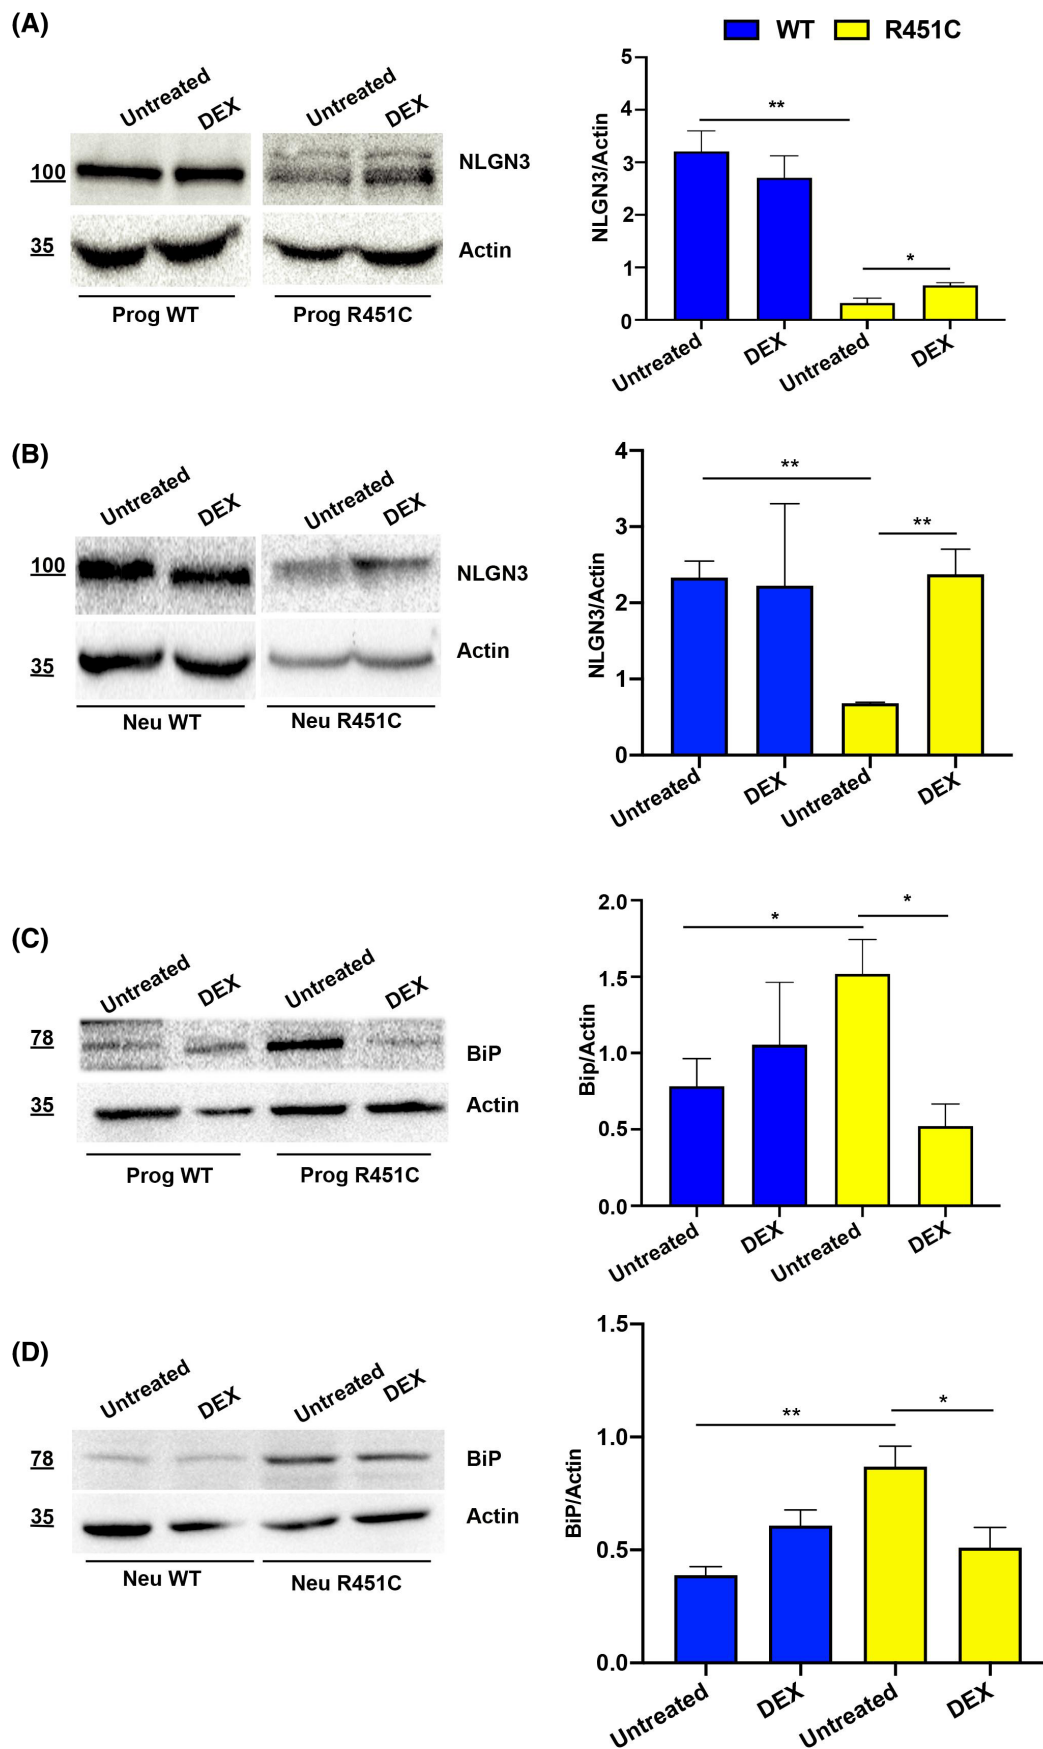 (A)
WT R451C
Untreated DEX Untreated DEX
100 NLGN3
35 Actin
Prog WT Prog R451C
5
4
3
2
1
0
NLGN3/Actin
**
*
Untreated DEX Untreated DEX
(B)
Untreated DEX Untreated DEX
100 NLGN3
35 Actin
Neu WT Neu R451C
4
3
2
1
0
NLGN3/Actin
**
**
Untreated DEX Untreated DEX
(C)
Untreated DEX Untreated DEX
78 BiP
35 Actin
Prog WT Prog R451C
2.0
1.5
1.0
0.5
0.0
Bip/Actin
*
*
Untreated DEX Untreated DEX
(D)
Untreated DEX Untreated DEX
78 BiP
35 Actin
Neu WT Neu R451C
1.5
1.0
0.5
0.0
BiP/Actin
**
*
Untreated DEX Untreated DEX